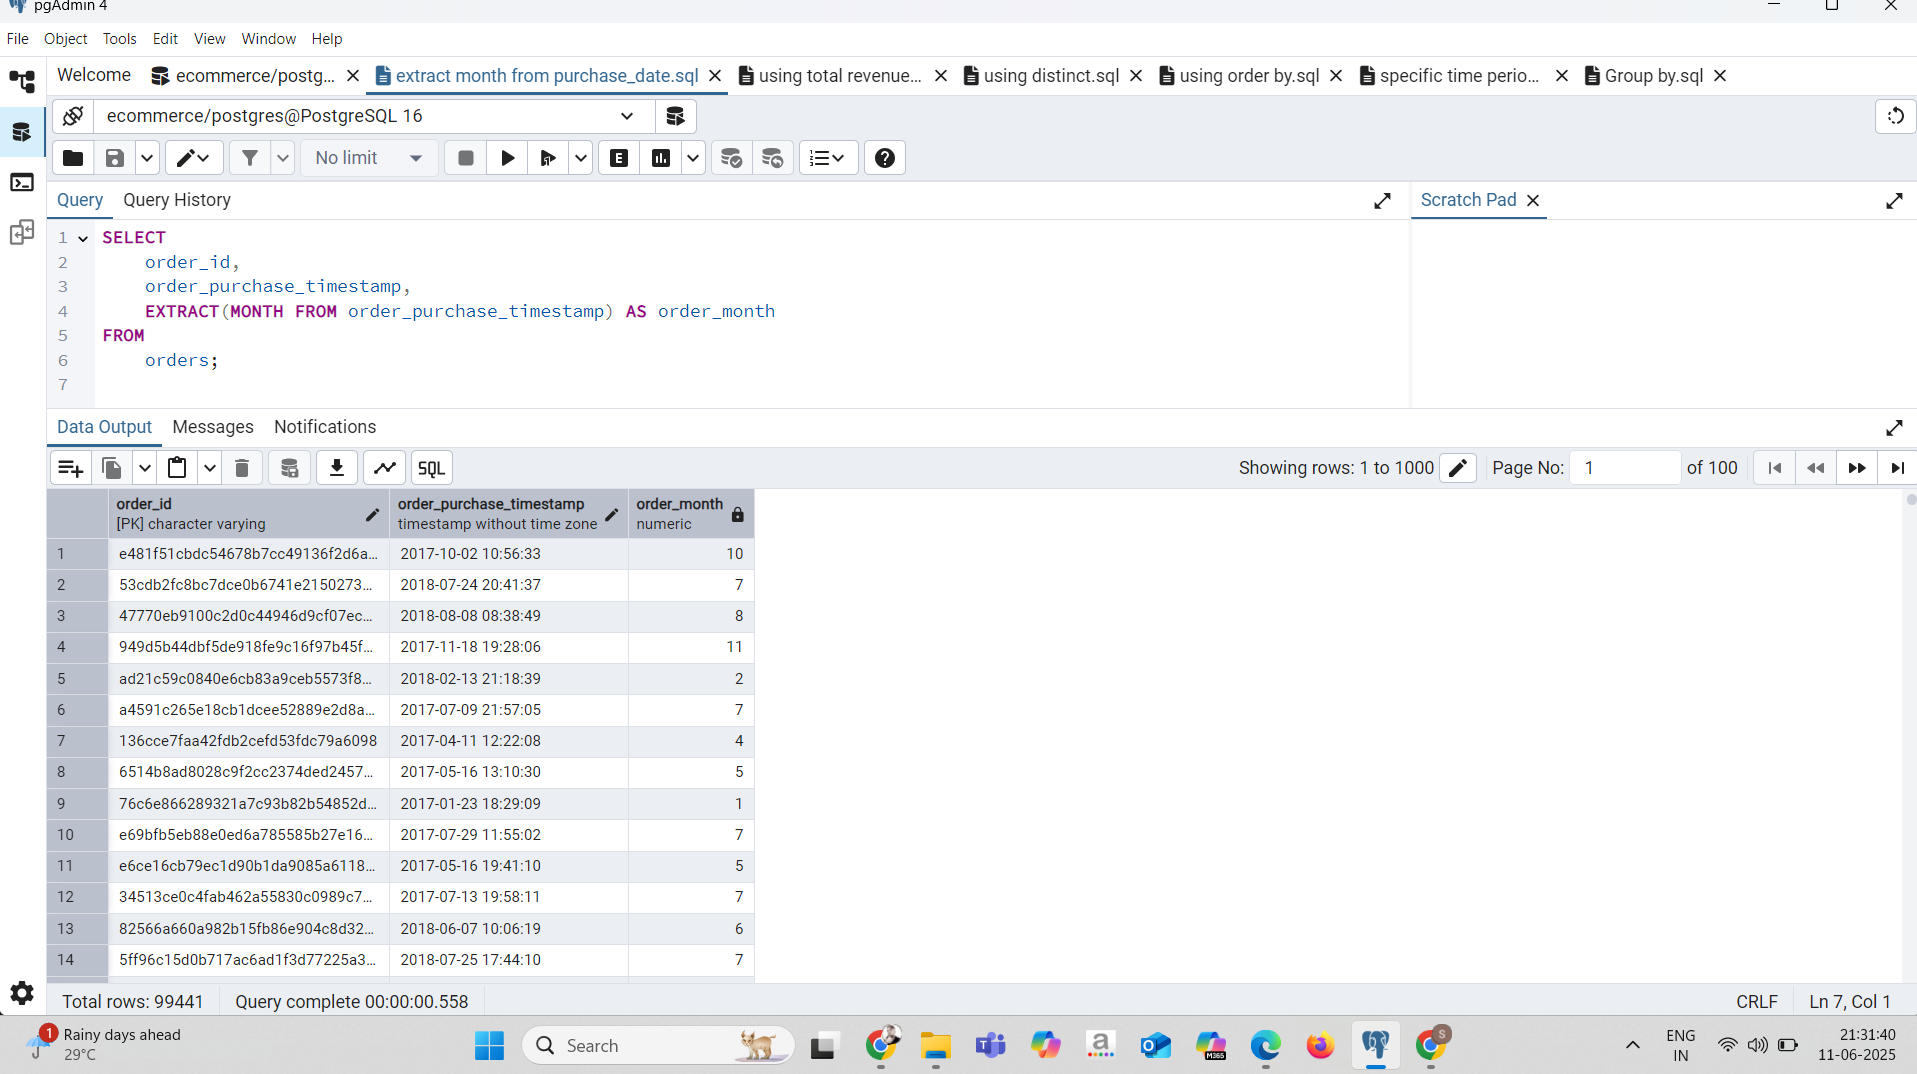 pgAdmin 4
File Object Tools Edit View Window Help
Welcome ecommerce/postg... extract month from purchase_date.sql using total revenue... using distinct.sql using order by.sql specific time perio... Group by.sql
ecommerce/postgres@PostgreSQL 16
No limit E
Query Query History Scratch Pad
1 SELECT
2 order_id,
3 order_purchase_timestamp,
4 EXTRACT(MONTH FROM order_purchase_timestamp) AS order_month
5 FROM
6 orders;
7
Data Output Messages Notifications
SQL Showing rows: 1 to 1000 Page No: 1 of 100
order_id order_purchase_timestamp order_month
[PK] character varying timestamp without time zone numeric
1 e481f51cbdc54678b7cc49136f2d6a... 2017-10-02 10:56:33 10
2 53cdb2fc8bc7dce0b6741e2150273... 2018-07-24 20:41:37 7
3 47770eb9100c2d0c44946d9cf07ec... 2018-08-08 08:38:49 8
4 949d5b44dbf5de918fe9c16f97b45f... 2017-11-18 19:28:06 11
5 ad21c59c0840e6cb83a9ceb5573f8... 2018-02-13 21:18:39 2
6 a4591c265e18cb1dcee52889e2d8a... 2017-07-09 21:57:05 7
7 136cce7faa42fdb2cefd53fdc79a6098 2017-04-11 12:22:08 4
8 6514b8ad8028c9f2cc2374ded2457... 2017-05-16 13:10:30 5
9 76c6e866289321a7c93b82b54852d... 2017-01-23 18:29:09 1
10 e69bfb5eb88e0ed6a785585b27e16... 2017-07-29 11:55:02 7
11 e6ce16cb79ec1d90b1da9085a6118... 2017-05-16 19:41:10 5
12 34513ce0c4fab462a55830c0989c7... 2017-07-13 19:58:11 7
13 82566a660a982b15fb86e904c8d32... 2018-06-07 10:06:19 6
14 5ff96c15d0b717ac6ad1f3d77225a3... 2018-07-25 17:44:10 7
Total rows: 99441 Query complete 00:00:00.558 CRLF Ln 7, Col 1
1 Rainy days ahead
29°C
Search
a
M365
S
ENG
IN
21:31:40
11-06-2025